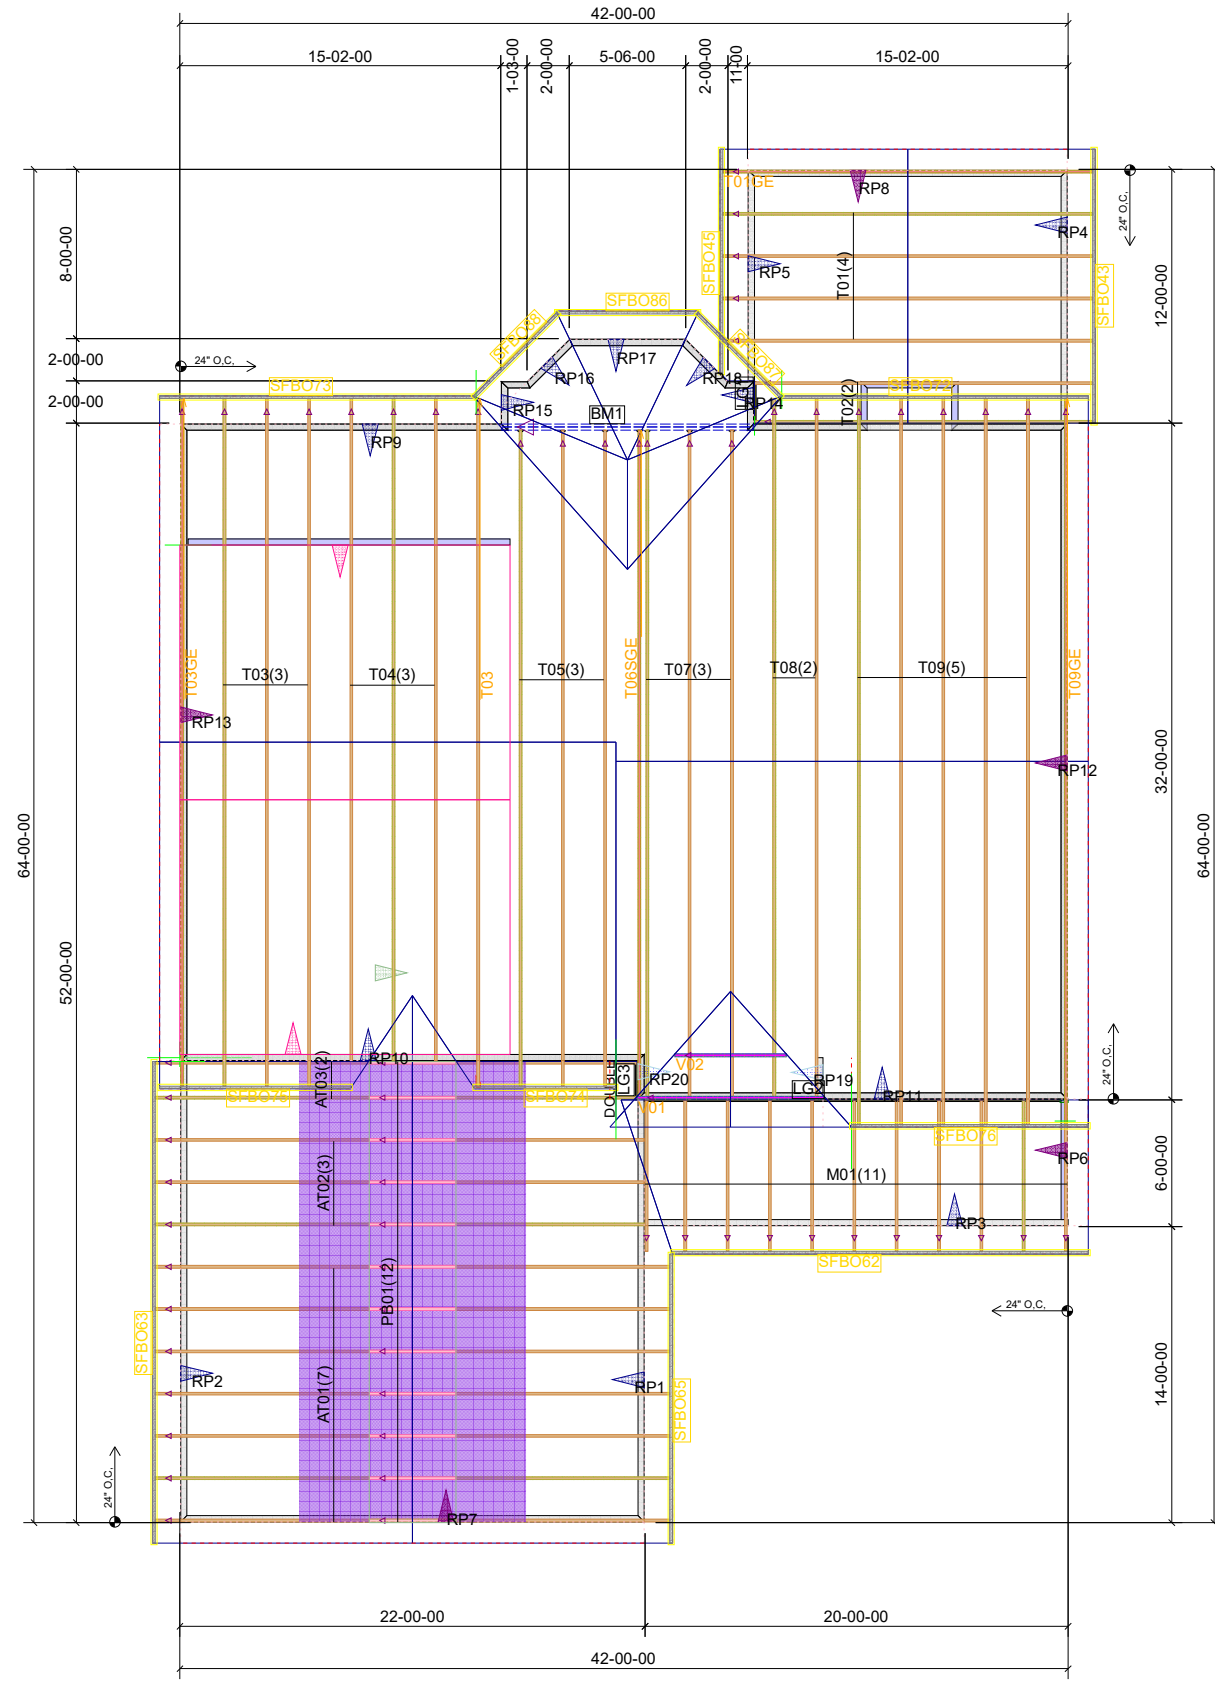 42-00-00
15-02-00
1-03-00
2-00-00
5-06-00
2-00-00
11-00
15-02-00
T01GE
RP8
24" O.C.
RP4
SFBO45
RP5
T01(4)
SFBO43
12-00-00
8-00-00
SFBO86
SFBO88
SFBO87
RP17
2-00-00
24" O.C.
RP16
RP18
SFBO73
SFBO72
2-00-00
RP15
BM1
RP14
T02(2)
RP9
T03GE
T03(3)
T04(3)
T03
T05(3)
T06SGE
T07(3)
T08(2)
T09(5)
T09GE
RP13
RP12
32-00-00
64-00-00
64-00-00
52-00-00
RP10
AT03(2)
SFBO75
SFBO74
DOUBLE
LG3
RP20
V02
RP19
LG2
V01
RP11
24" O.C.
SFBO76
RP6
M01(11)
6-00-00
AT02(3)
RP3
SFBO62
PB01(12)
24" O.C.
SFBO63
RP2
RP1
AT01(7)
SFBO65
14-00-00
24" O.C.
RP7
22-00-00
20-00-00
42-00-00